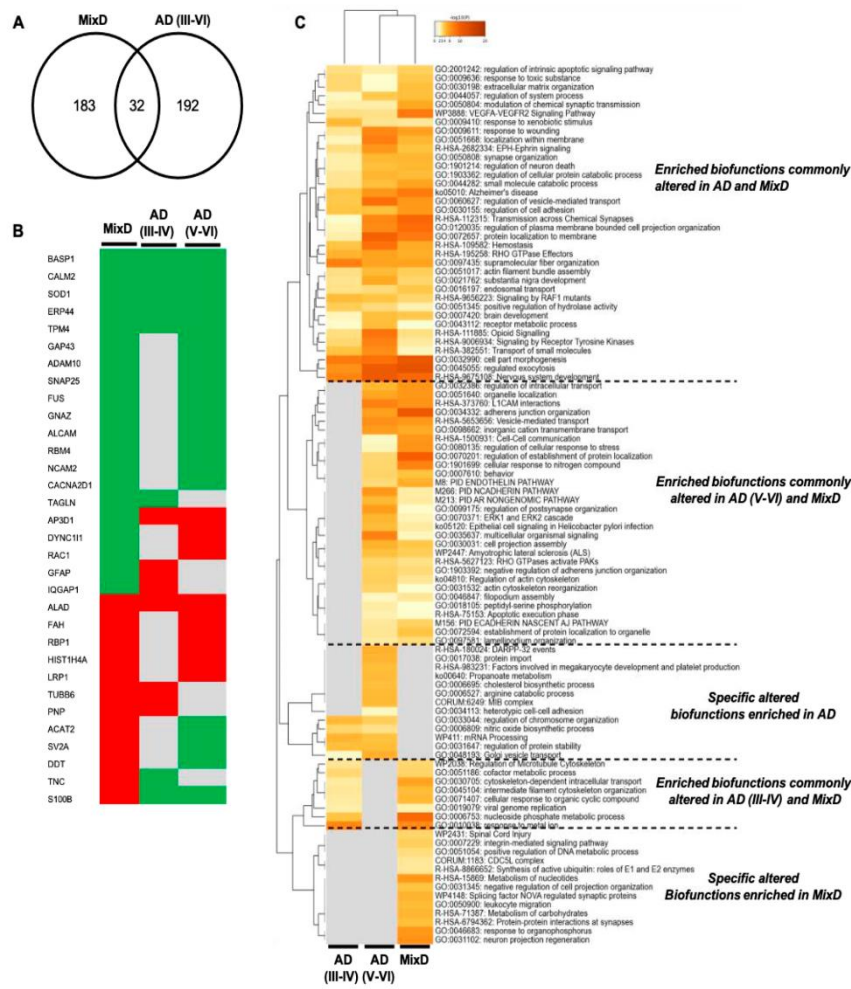 A
MixD
AD (III-VI)
183
32
192
B
MixD
AD
(III-IV)
AD
(V-VI)
BASP1
CALM2
SOD1
ERP44
TPM4
GAP43
ADAM10
SNAP25
FUS
GNAZ
ALCAM
RBM4
NCAM2
CACNA2D1
TAGLN
AP3D1
DYNC1I1
RAC1
GFAP
IQGAP1
ALAD
FAH
RBP1
HIST1H4A
LRP1
TUBB6
PNP
ACAT2
SV2A
DDT
TNC
S100B
C
GO:2001242: regulation of intrinsic apoptotic signaling pathway
GO:0009636: response to toxic substance
GO:0030198: extracellular matrix organization
GO:0044057: regulation of system process
GO:0050804: modulation of chemical synaptic transmission
WP3888: VEGFA-VEGFR2 Signaling Pathway
GO:0009410: response to xenobiotic stimulus
GO:0009611: response to wounding
GO:0051668: localization within membrane
R-HSA-2682334: EPH-Ephrin signaling
GO:0050808: synapse organization
GO:1901214: regulation of neuron death
GO:1903362: regulation of cellular protein catabolic process
GO:0044282: small molecule catabolic process
ko05010: Alzheimer's disease
GO:0060627: regulation of vesicle-mediated transport
GO:0030155: regulation of cell adhesion
R-HSA-112315: Transmission across Chemical Synapses
GO:0120035: regulation of plasma membrane bounded cell projection organization
GO:0072657: protein localization to membrane
R-HSA-109582: Hemostasis
R-HSA-195258: RHO GTPase Effectors
GO:0097435: supramolecular fiber organization
GO:0051017: actin filament bundle assembly
GO:0021762: substantia nigra development
GO:0016197: endosomal transport
R-HSA-9656223: Signaling by RAF1 mutants
GO:0051345: positive regulation of hydrolase activity
GO:0007420: brain development
GO:0043112: receptor metabolic process
R-HSA-111885: Opioid Signalling
R-HSA-9006934: Signaling by Receptor Tyrosine Kinases
R-HSA-382551: Transport of small molecules
GO:0032990: cell part morphogenesis
GO:0045055: regulated exocytosis
R-HSA-9675108: Nervous system development
Enriched biofunctions commonly
altered in AD and MixD
GO:0032386: regulation of intracellular transport
GO:0051640: organelle localization
R-HSA-373760: L1CAM interactions
GO:0034332: adherens junction organization
R-HSA-5653656: Vesicle-mediated transport
GO:0098662: inorganic cation transmembrane transport
R-HSA-1500931: Cell-Cell communication
GO:0080135: regulation of cellular response to stress
GO:0070201: regulation of establishment of protein localization
GO:1901699: cellular response to nitrogen compound
GO:0007610: behavior
M8: PID ENDOTHELIN PATHWAY
M266: PID NCADHERIN PATHWAY
M213: PID AR NONGENOMIC PATHWAY
GO:0099175: regulation of postsynapse organization
GO:0070371: ERK1 and ERK2 cascade
ko05120: Epithelial cell signaling in Helicobacter pylori infection
GO:0035637: multicellular organismal signaling
GO:0030031: cell projection assembly
WP2447: Amyotrophic lateral sclerosis (ALS)
R-HSA-5627123: RHO GTPases activate PAKs
GO:1903392: negative regulation of adherens junction organization
ko04810: Regulation of actin cytoskeleton
GO:0031532: actin cytoskeleton reorganization
GO:0046847: filopodium assembly
GO:0018105: peptidyl-serine phosphorylation
R-HSA-75153: Apoptotic execution phase
M156: PID ECADHERIN NASCENT AJ PATHWAY
GO:0072594: establishment of protein localization to organelle
GO:0097581: lamellipodium organization
Enriched biofunctions commonly
altered in AD (V-VI) and MixD
R-HSA-180024: DARPP-32 events
GO:0017038: protein import
R-HSA-983231: Factors involved in megakaryocyte development and platelet production
ko00640: Propanoate metabolism
GO:0006695: cholesterol biosynthetic process
GO:0006527: arginine catabolic process
CORUM:6249: MIB complex
GO:0034113: heterotypic cell-cell adhesion
GO:0033044: regulation of chromosome organization
GO:0006809: nitric oxide biosynthetic process
WP411: mRNA Processing
GO:0031647: regulation of protein stability
GO:0048193: Golgi vesicle transport
Specific altered
biofunctions enriched in AD
WP2038: Regulation of Microtubule Cytoskeleton
GO:0051186: cofactor metabolic process
GO:0030705: cytoskeleton-dependent intracellular transport
GO:0045104: intermediate filament cytoskeleton organization
GO:0071407: cellular response to organic cyclic compound
GO:0019079: viral genome replication
GO:0006753: nucleoside phosphate metabolic process
GO:0010038: response to metal ion
Enriched biofunctions commonly
altered in AD (III-IV) and MixD
WP2431: Spinal Cord Injury
GO:0007229: integrin-mediated signaling pathway
GO:0051054: positive regulation of DNA metabolic process
CORUM:1183: CDC5L complex
R-HSA-8866652: Synthesis of active ubiquitin: roles of E1 and E2 enzymes
R-HSA-15869: Metabolism of nucleotides
GO:0031345: negative regulation of cell projection organization
WP4148: Splicing factor NOVA regulated synaptic proteins
GO:0050900: leukocyte migration
R-HSA-71387: Metabolism of carbohydrates
R-HSA-6794362: Protein-protein interactions at synapses
GO:0046683: response to organophosphorus
GO:0031102: neuron projection regeneration
Specific altered
Biofunctions enriched in MixD
AD
(III-IV)
AD
(V-VI)
MixD